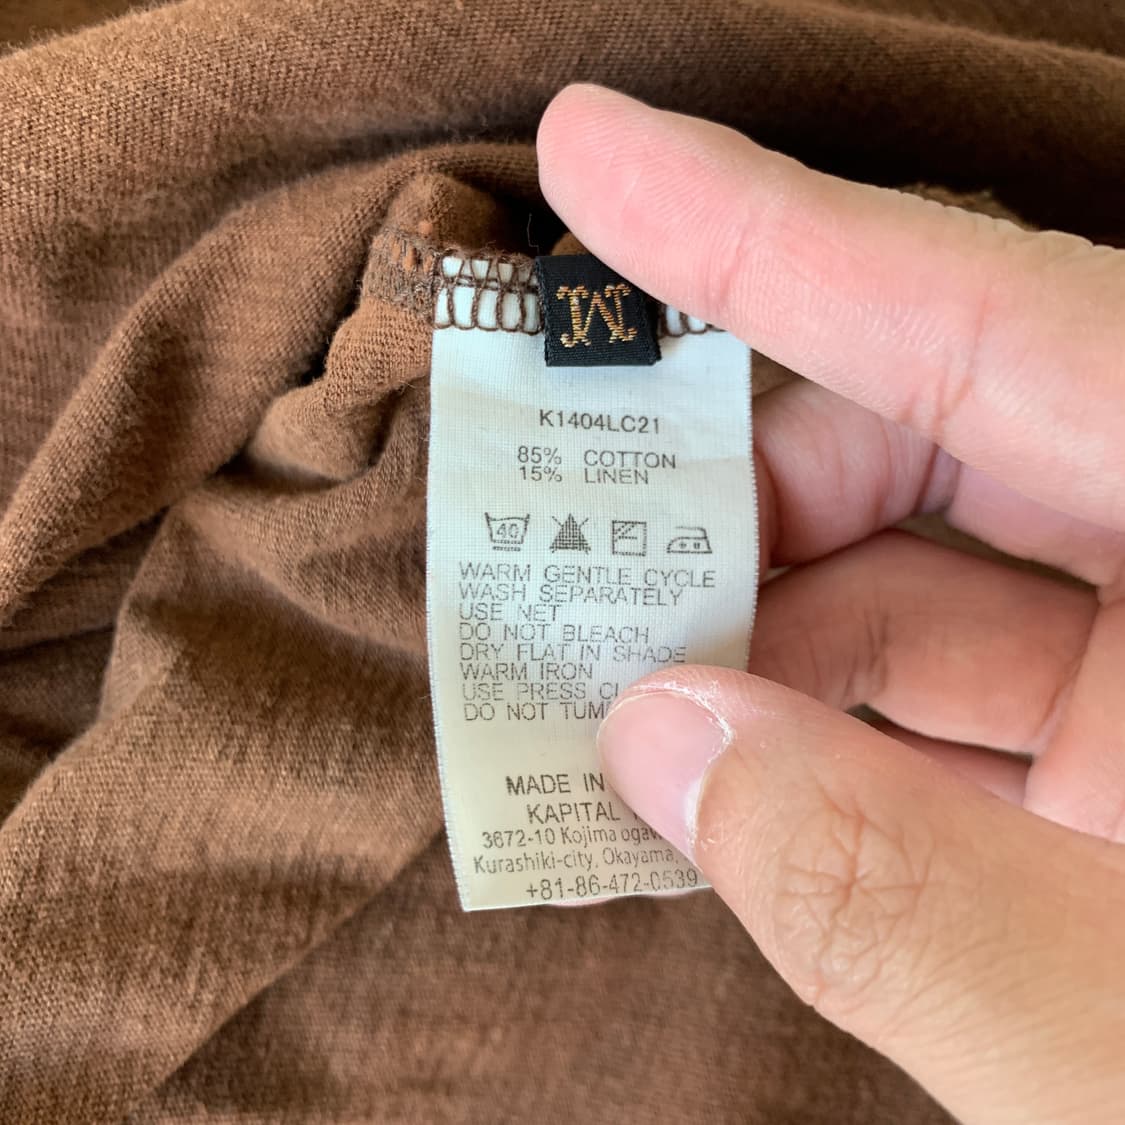 M
K1404LC21
85% COTTON
15% LINEN
40
WARM GENTLE CYCLE
WASH SEPARATELY
USE NET
DO NOT BLEACH
DRY FLAT IN SHADE
WARM IRON
USE PRESS
DO NOT
MADE IN
KAPITAL
3672-10 Kojima
Kurashiki-city, Okayama,
+81-86-472-0539